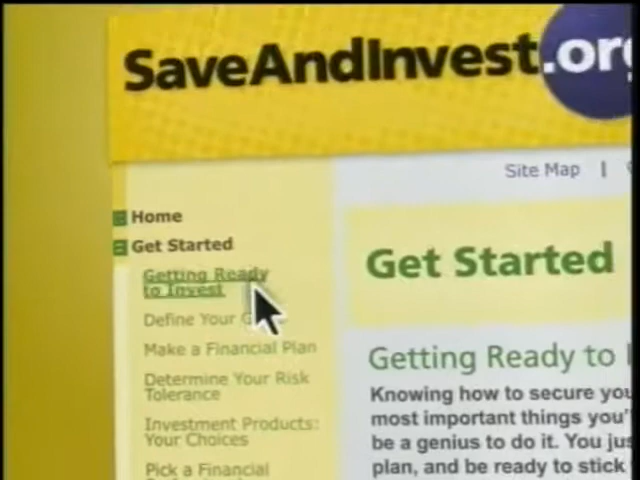 SaveAndInvest.org
Site Map |
Home
Get Started
Getting Ready
to Invest
Define Your
Make a Financial Plan
Determine Your Risk
Tolerance
Investment Products:
Your Choices
Pick a Financial
Get Started
Getting Ready to
Knowing how to secure you
most important things you'
be a genius to do it. You jus
plan, and be ready to stick